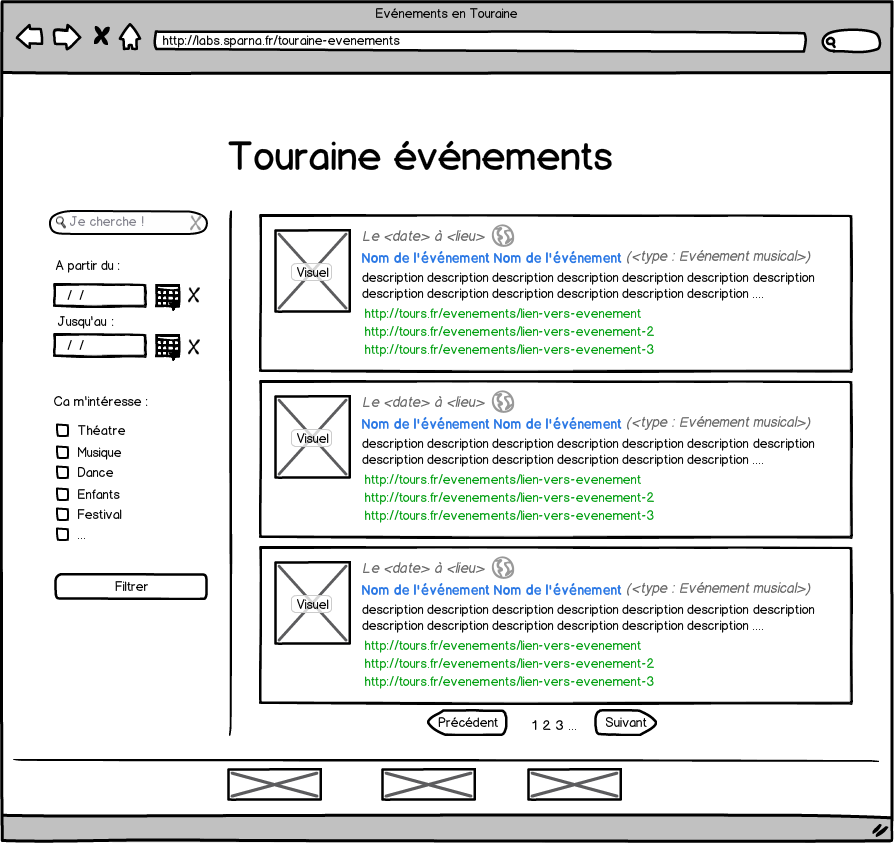 Evénements en Touraine
http://labs.sparna.fr/touraine-evenements
Touraine événements
Je cherche !
A partir du :
/ /
Jusqu'au :
/ /
Ca m'intéresse :
Théatre
Musique
Dance
Enfants
Festival
...
Filtrer
Visuel
Le <date> à <lieu>
Nom de l'événement Nom de l'événement (<type : Evénement musical>)
description description description description description description description
description description description description description description ....
http://tours.fr/evenements/lien-vers-evenement
http://tours.fr/evenements/lien-vers-evenement-2
http://tours.fr/evenements/lien-vers-evenement-3
Visuel
Le <date> à <lieu>
Nom de l'événement Nom de l'événement (<type : Evénement musical>)
description description description description description description description
description description description description description description ....
http://tours.fr/evenements/lien-vers-evenement
http://tours.fr/evenements/lien-vers-evenement-2
http://tours.fr/evenements/lien-vers-evenement-3
Visuel
Le <date> à <lieu>
Nom de l'événement Nom de l'événement (<type : Evénement musical>)
description description description description description description description
description description description description description description ....
http://tours.fr/evenements/lien-vers-evenement
http://tours.fr/evenements/lien-vers-evenement-2
http://tours.fr/evenements/lien-vers-evenement-3
Précédent 1 2 3 ... Suivant